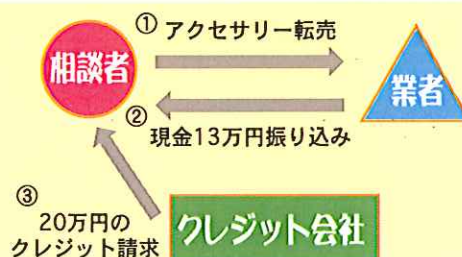 ① アクセサリー転売
相談者
業者
②
現金13万円振り込み
③
20万円の
クレジット請求
クレジット会社